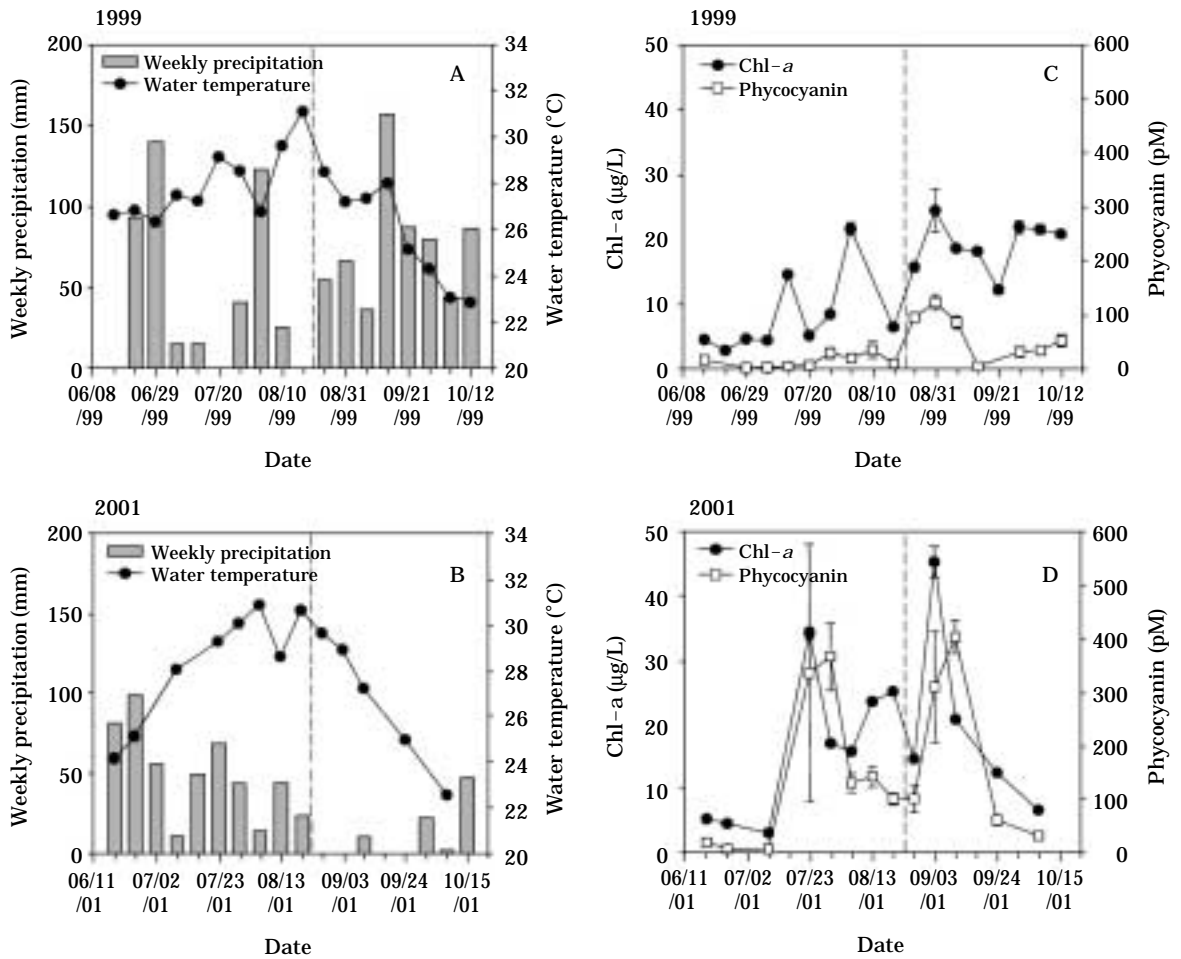 1999
200
150
100
50
0
Weekly precipitation (mm)
Weekly precipitation
Water temperature
A
34
32
30
28
26
24
22
20
Water temperature (˚C)
06/08 06/29 07/20 08/10 08/31 09/21 10/12
/99 /99 /99 /99 /99 /99 /99
Date
1999
50
40
30
20
10
0
Chl-a (µg/L)
Chl-a
Phycocyanin
C
600
500
400
300
200
100
0
Phycocyanin (pM)
06/08 06/29 07/20 08/10 08/31 09/21 10/12
/99 /99 /99 /99 /99 /99 /99
Date
2001
200
150
100
50
0
Weekly precipitation (mm)
Weekly precipitation
Water temperature
B
34
32
30
28
26
24
22
20
Water temperature (˚C)
06/11 07/02 07/23 08/13 09/03 09/24 10/15
/01 /01 /01 /01 /01 /01 /01
Date
2001
50
40
30
20
10
0
Chl-a (µg/L)
Chl-a
Phycocyanin
D
600
500
400
300
200
100
0
Phycocyanin (pM)
06/11 07/02 07/23 08/13 09/03 09/24 10/15
/01 /01 /01 /01 /01 /01 /01
Date